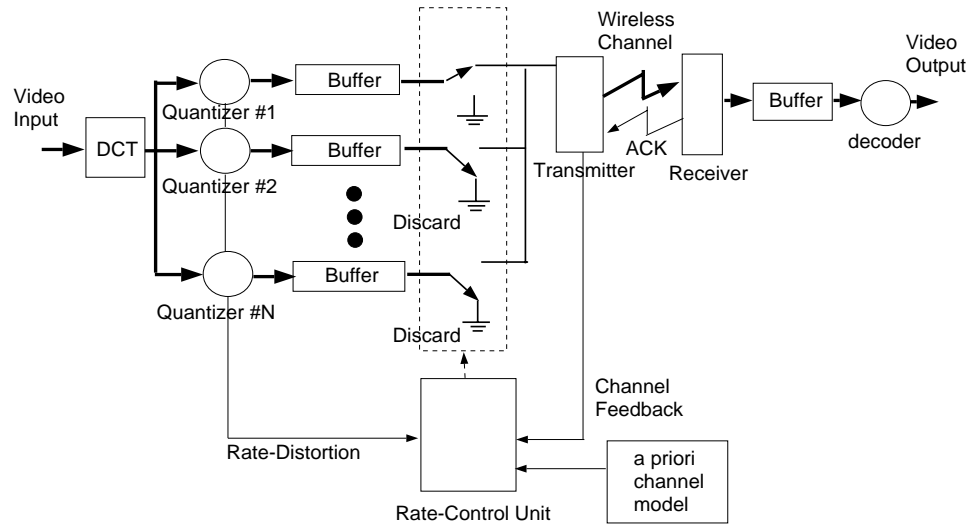 Wireless
Channel
Video
Output
Buffer
Buffer
Video
Input
Quantizer #1
DCT
decoder
Buffer
ACK
Transmitter
Receiver
Quantizer #2
Discard
Buffer
Quantizer #N
Discard
Channel
Feedback
Rate-Distortion
a priori
channel
model
Rate-Control Unit